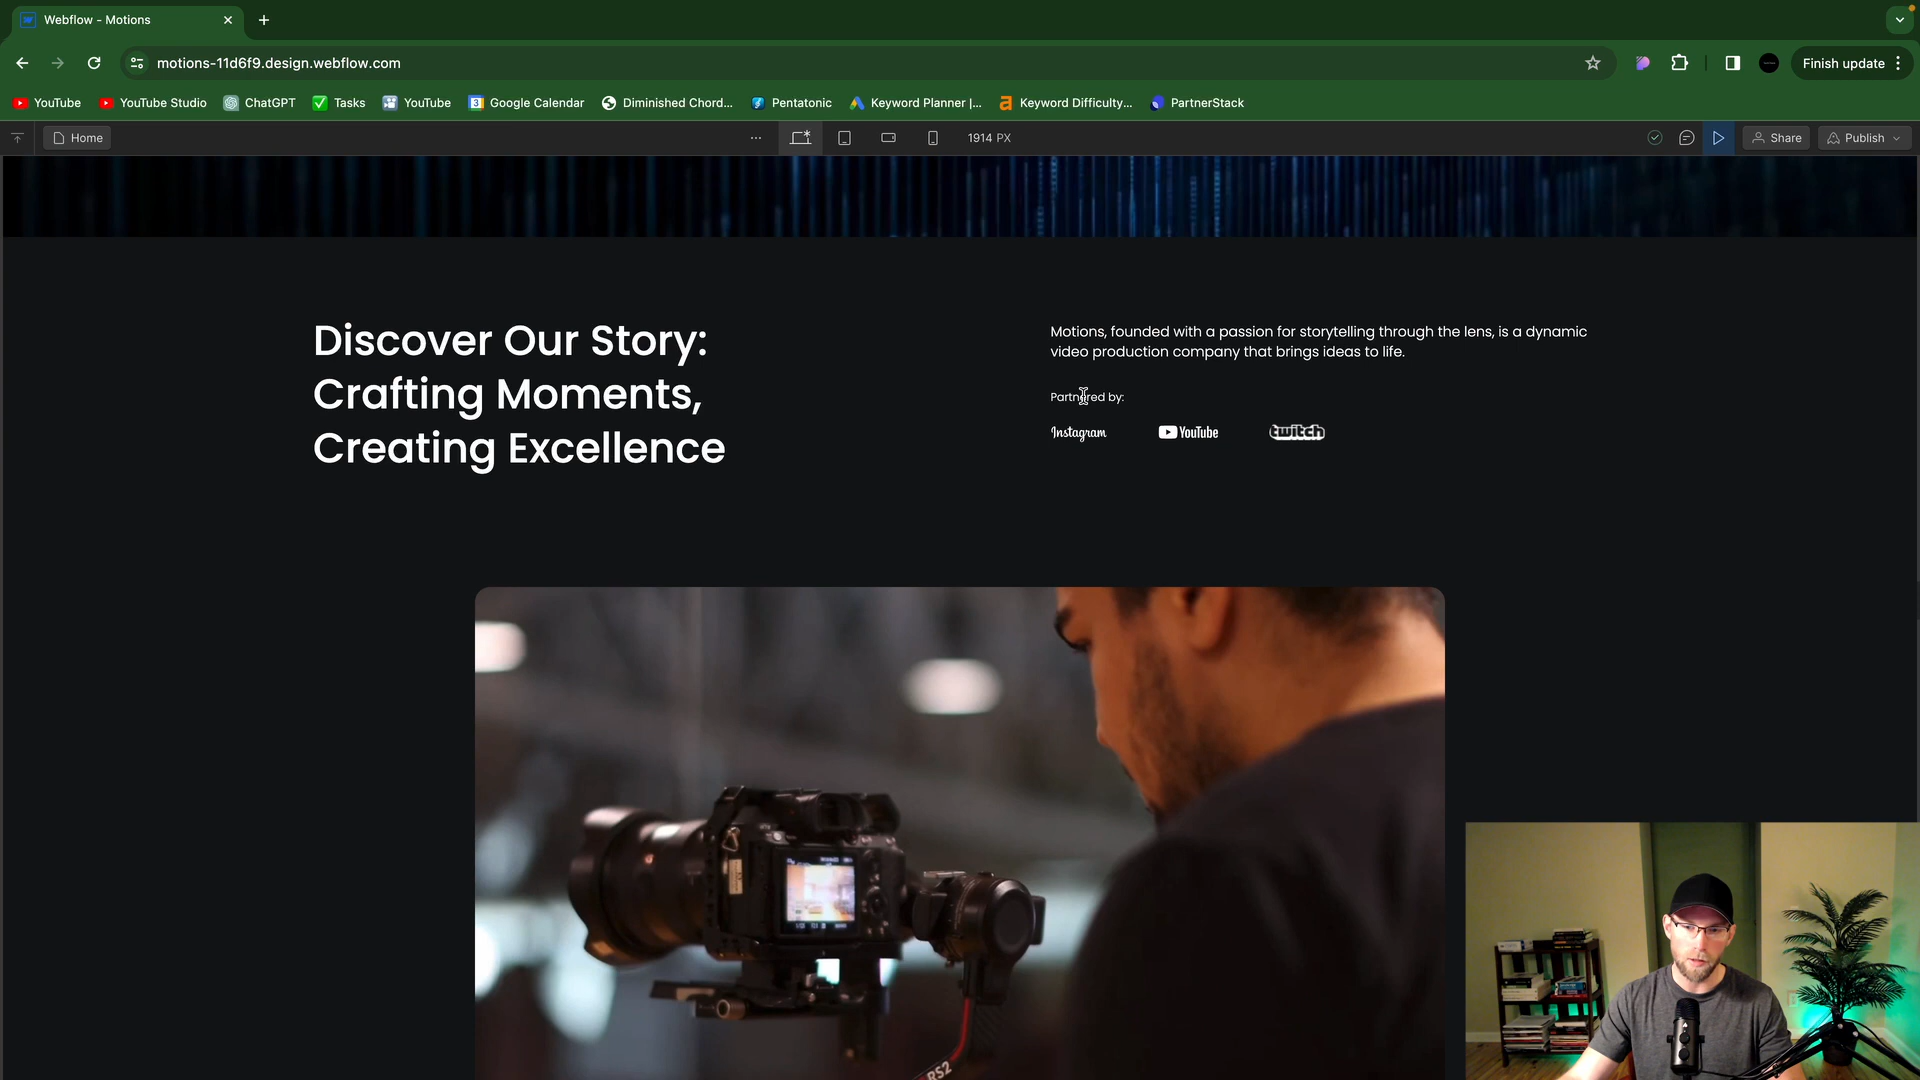 Webflow - Motions
motions-11d6f9.design.webflow.com
Finish update
YouTube
YouTube Studio
ChatGPT
Tasks
YouTube
Google Calendar
Diminished Chord...
Pentatonic
Keyword Planner |...
Keyword Difficulty...
PartnerStack
Home
1914 PX
Share
Publish
Discover Our Story:
Crafting Moments,
Creating Excellence
Motions, founded with a passion for storytelling through the lens, is a dynamic
video production company that brings ideas to life.
Partnered by:
Instagram
YouTube
twitch
RS2